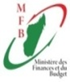 MFB
Ministère des
Finances et du
Budget